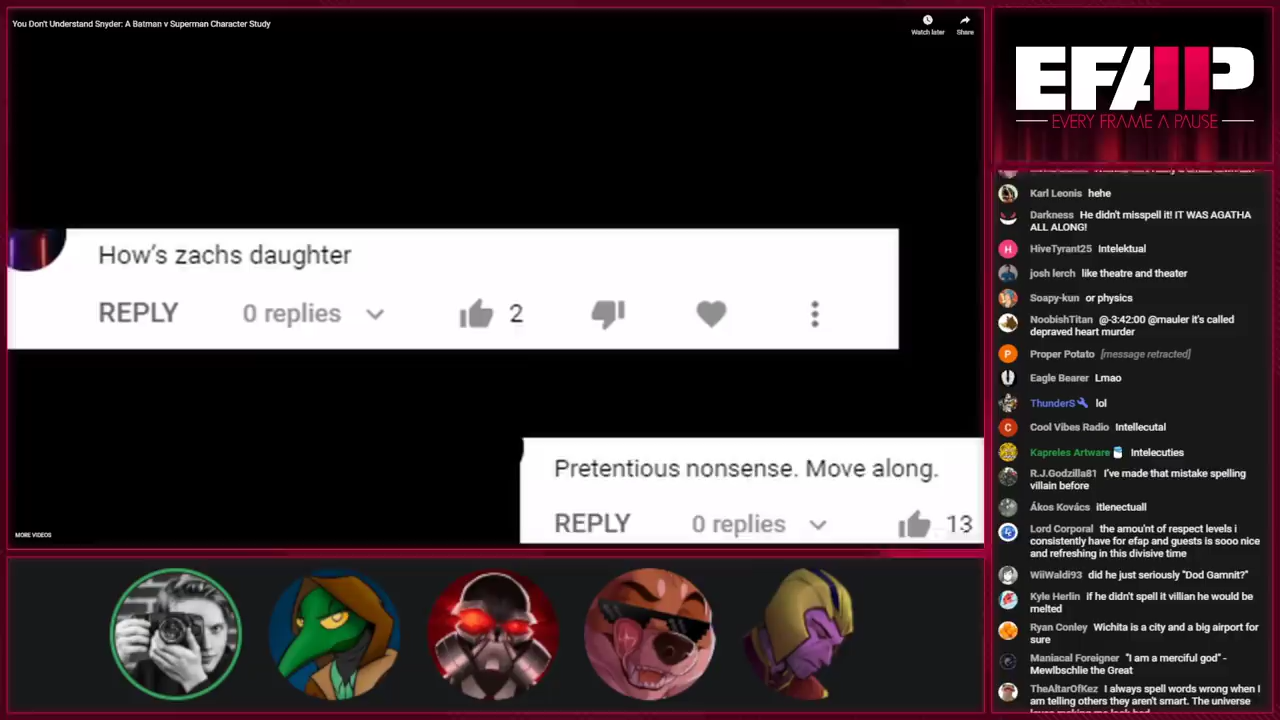 You Don't Understand Snyder: A Batman v Superman Character Study
Watch later
Share
How's zachs daughter
REPLY 0 replies 2
Pretentious nonsense. Move along.
REPLY 0 replies 13
MORE VIDEOS
EFAP
EVERY FRAME A PAUSE
Karl Leonis hehe
Darkness He didn't misspell it! IT WAS AGATHA
ALL ALONG!
HiveTyrant25 Intelektual
josh lerch like theatre and theater
Soapy-kun or physics
NoobishTitan @-3:42:00 @mauler it's called
depraved heart murder
Proper Potato [message retracted]
Eagle Bearer Lmao
ThunderS lol
Cool Vibes Radio Intellecutal
Kapreles Artware Intelecuties
R.J.Godzilla81 I've made that mistake spelling
villain before
Ákos Kovács itlenectuall
Lord Corporal the amou'nt of respect levels i
consistently have for efap and guests is sooo nice
and refreshing in this divisive time
WiiWaldi93 did he just seriously "Dod Gamnit?"
Kyle Herlin if he didn't spell it villian he would be
melted
Ryan Conley Wichita is a city and a big airport for
sure
Maniacal Foreigner "I am a merciful god" -
Mewlbschlie the Great
TheAltarOfKez I always spell words wrong when I
am telling others they aren't smart. The universe